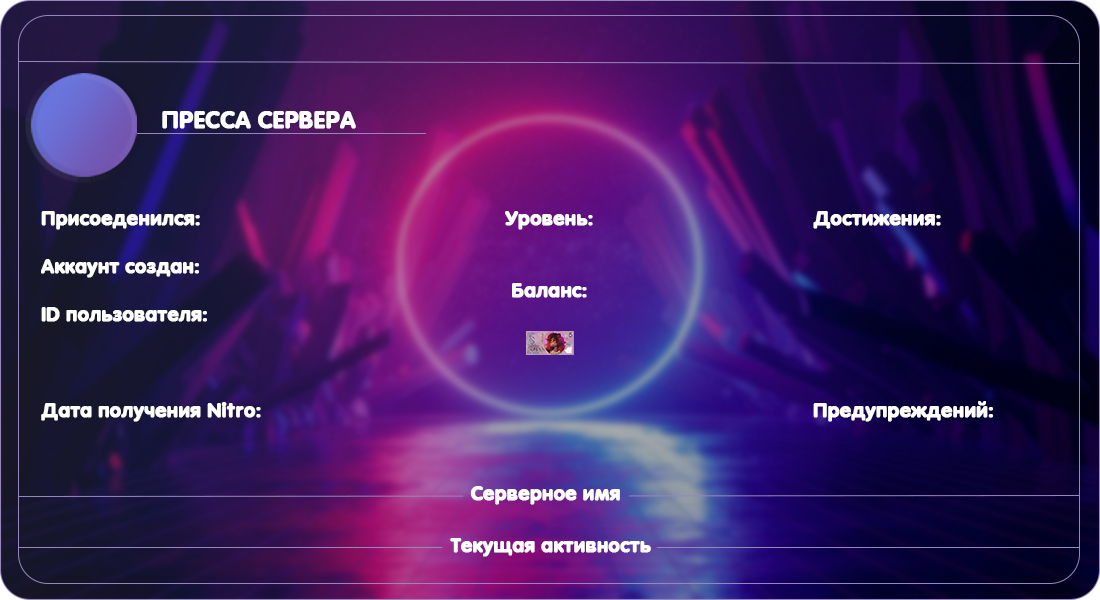 ПРЕССА СЕРВЕРА
Присоеденился:
Уровень:
Достижения:
Аккаунт создан:
Баланс:
ID пользователя:
Дата получения Nitro:
Предупреждений:
Серверное имя
Текущая активность